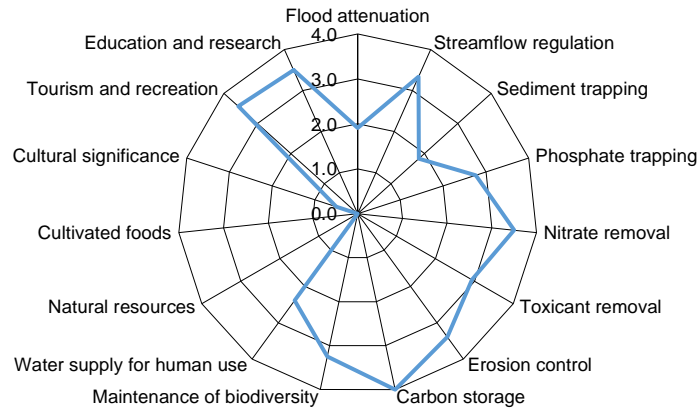 Flood attenuation
4.0
Education and research
Streamflow regulation
3.0
Tourism and recreation
Sediment trapping
2.0
Cultural significance
Phosphate trapping
1.0
0.0
Cultivated foods
Nitrate removal
Natural resources
Toxicant removal
Water supply for human use
Erosion control
Maintenance of biodiversity
Carbon storage